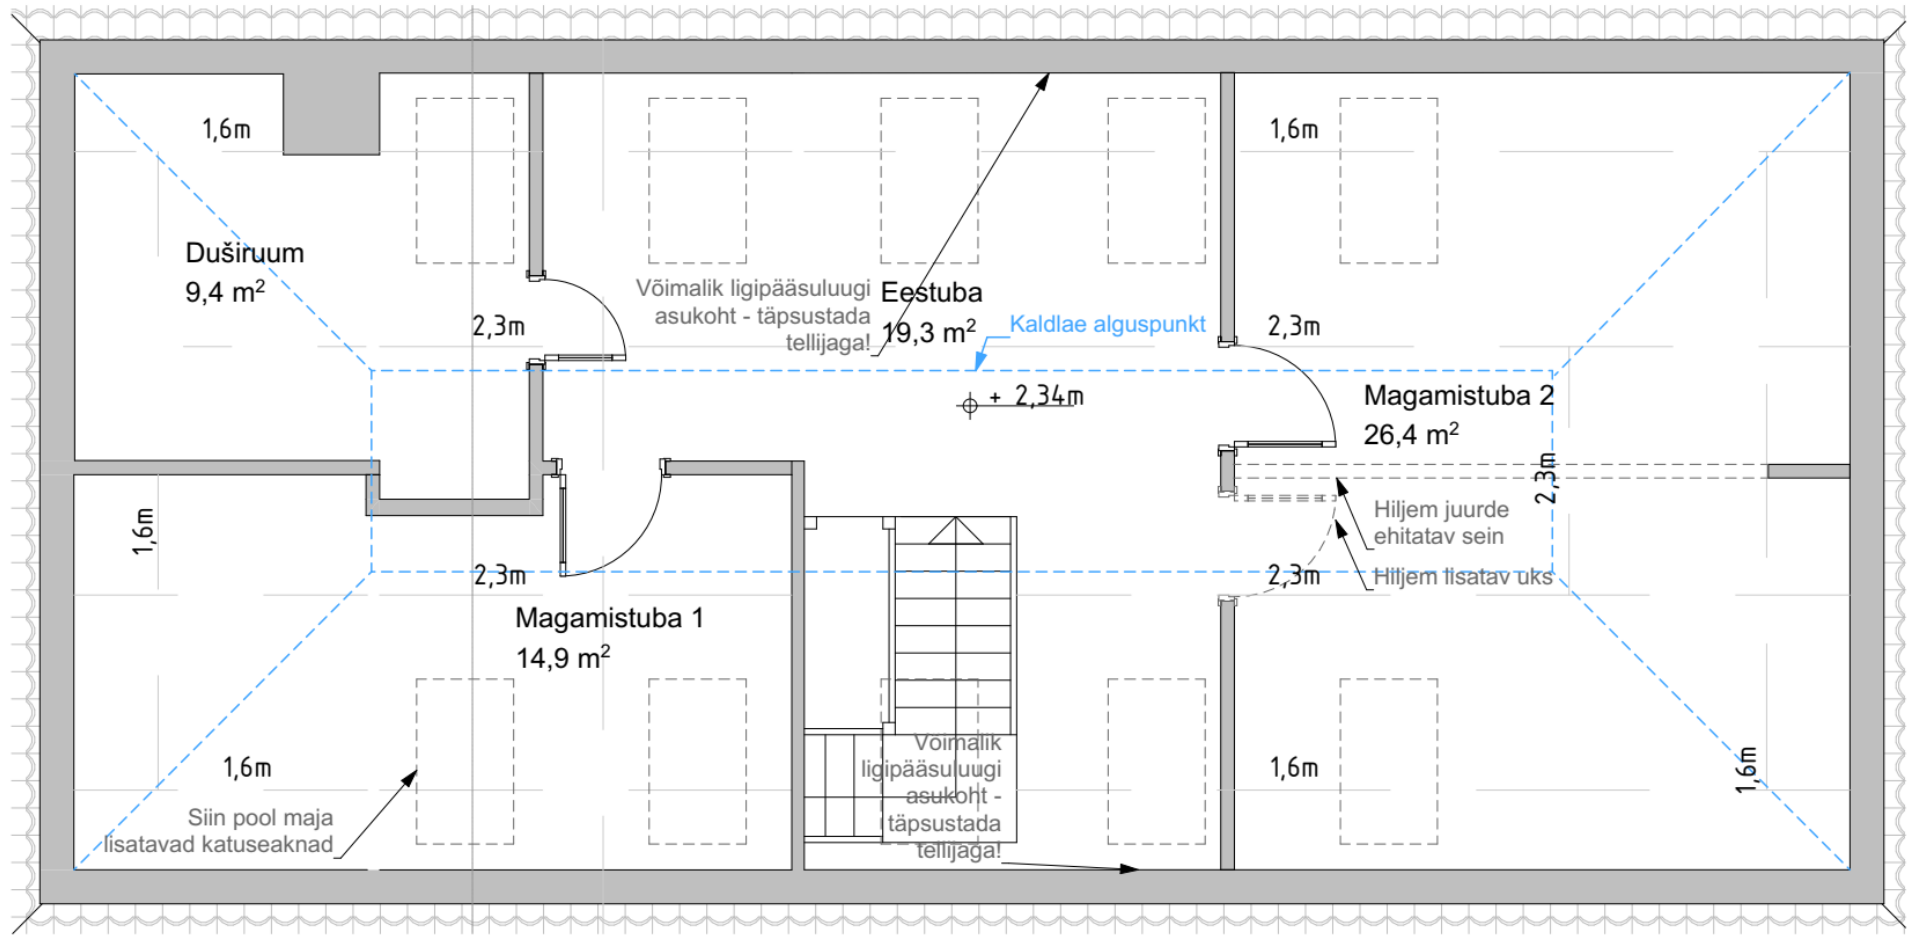 1,6m
1,6m
Duširuum
9,4 m²
2,3m
Võimalik ligipääsuluugi
asukoht - täpsustada
tellijaga!
Eestuba
19,3 m²
Kaldlae alguspunkt
2,3m
+ 2,34m
Magamistuba 2
26,4 m²
2,3m
1,6m
Hiljem juurde
ehitatav sein
2,3m
2,3m
Hiljem lisatav uks
Magamistuba 1
14,9 m²
1,6m
Siin pool maja
lisatavad katuseaknad
Võimalik
ligipääsuluugi
asukoht -
täpsustada
tellijaga!
1,6m
1,6m